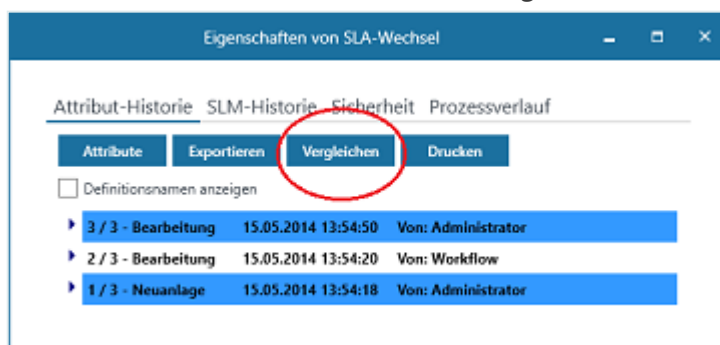 Eigenschaften von SLA-Wechsel
Attribut-Historie SLM-Historie Sicherheit Prozessverlauf
Attribute Exportieren Vergleichen Drucken
Definitionsnamen anzeigen
3 / 3 - Bearbeitung 15.05.2014 13:54:50 Von: Administrator
2 / 3 - Bearbeitung 15.05.2014 13:54:20 Von: Workflow
1 / 3 - Neuanlage 15.05.2014 13:54:18 Von: Administrator